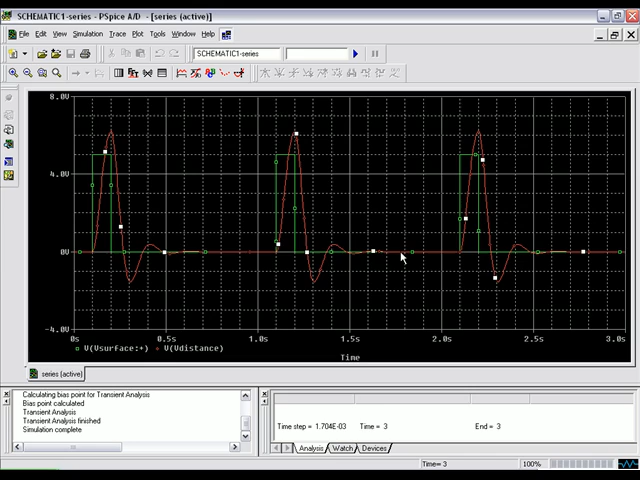 SCHEMATIC1-series - PSpice A/D - [series (active)]
File Edit View Simulation Trace Plot Tools Window Help
SCHEMATIC1-series
8.0V
4.0V
0V
-4.0V
0s 0.5s 1.0s 1.5s 2.0s 2.5s 3.0s
V(Vsurface:+) V(Vdistance)
Time
series (active)
Calculating bias point for Transient Analysis
Bias point calculated
Transient Analysis
Transient Analysis finished
Simulation complete
Time step = 1.704E-03 Time = 3 End = 3
Analysis Watch Devices
Time= 3 100%